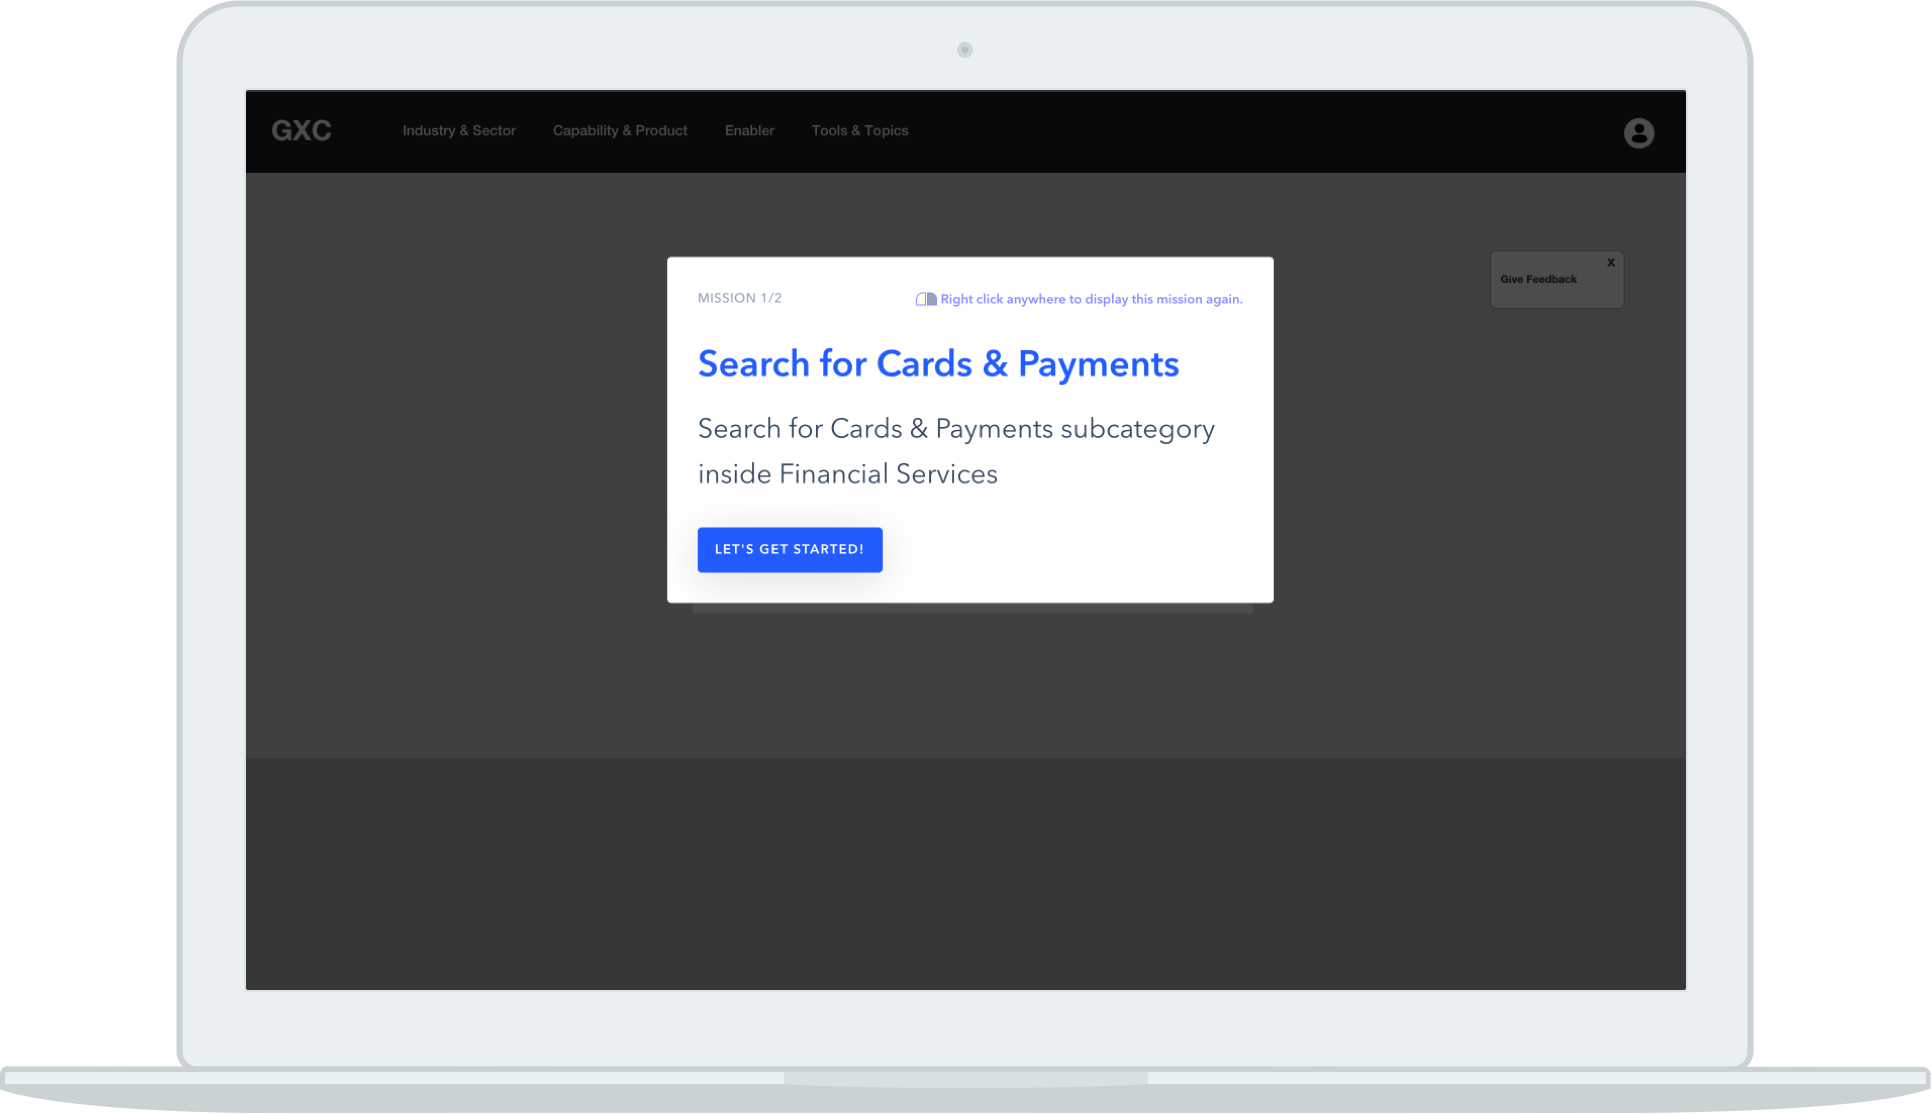 GXC
Industry & Sector
Capability & Product
Enabler
Tools & Topics
X
Give Feedback
MISSION 1/2
Right click anywhere to display this mission again.
Search for Cards & Payments
Search for Cards & Payments subcategory
inside Financial Services
LET'S GET STARTED!